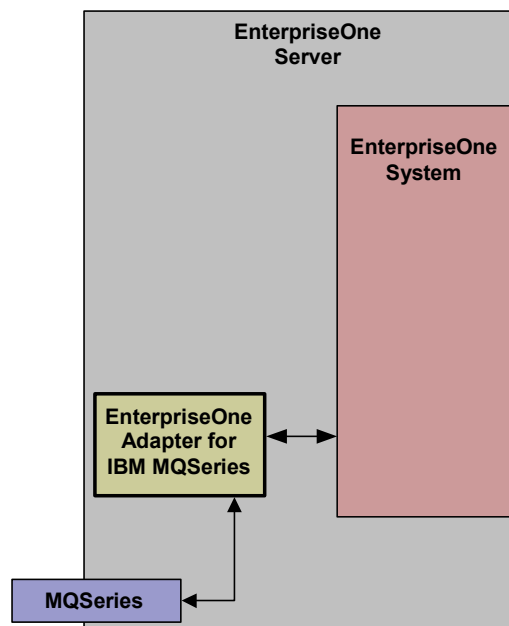 EnterpriseOne
Server
EnterpriseOne
System
EnterpriseOne
Adapter for
IBM MQSeries
MQSeries